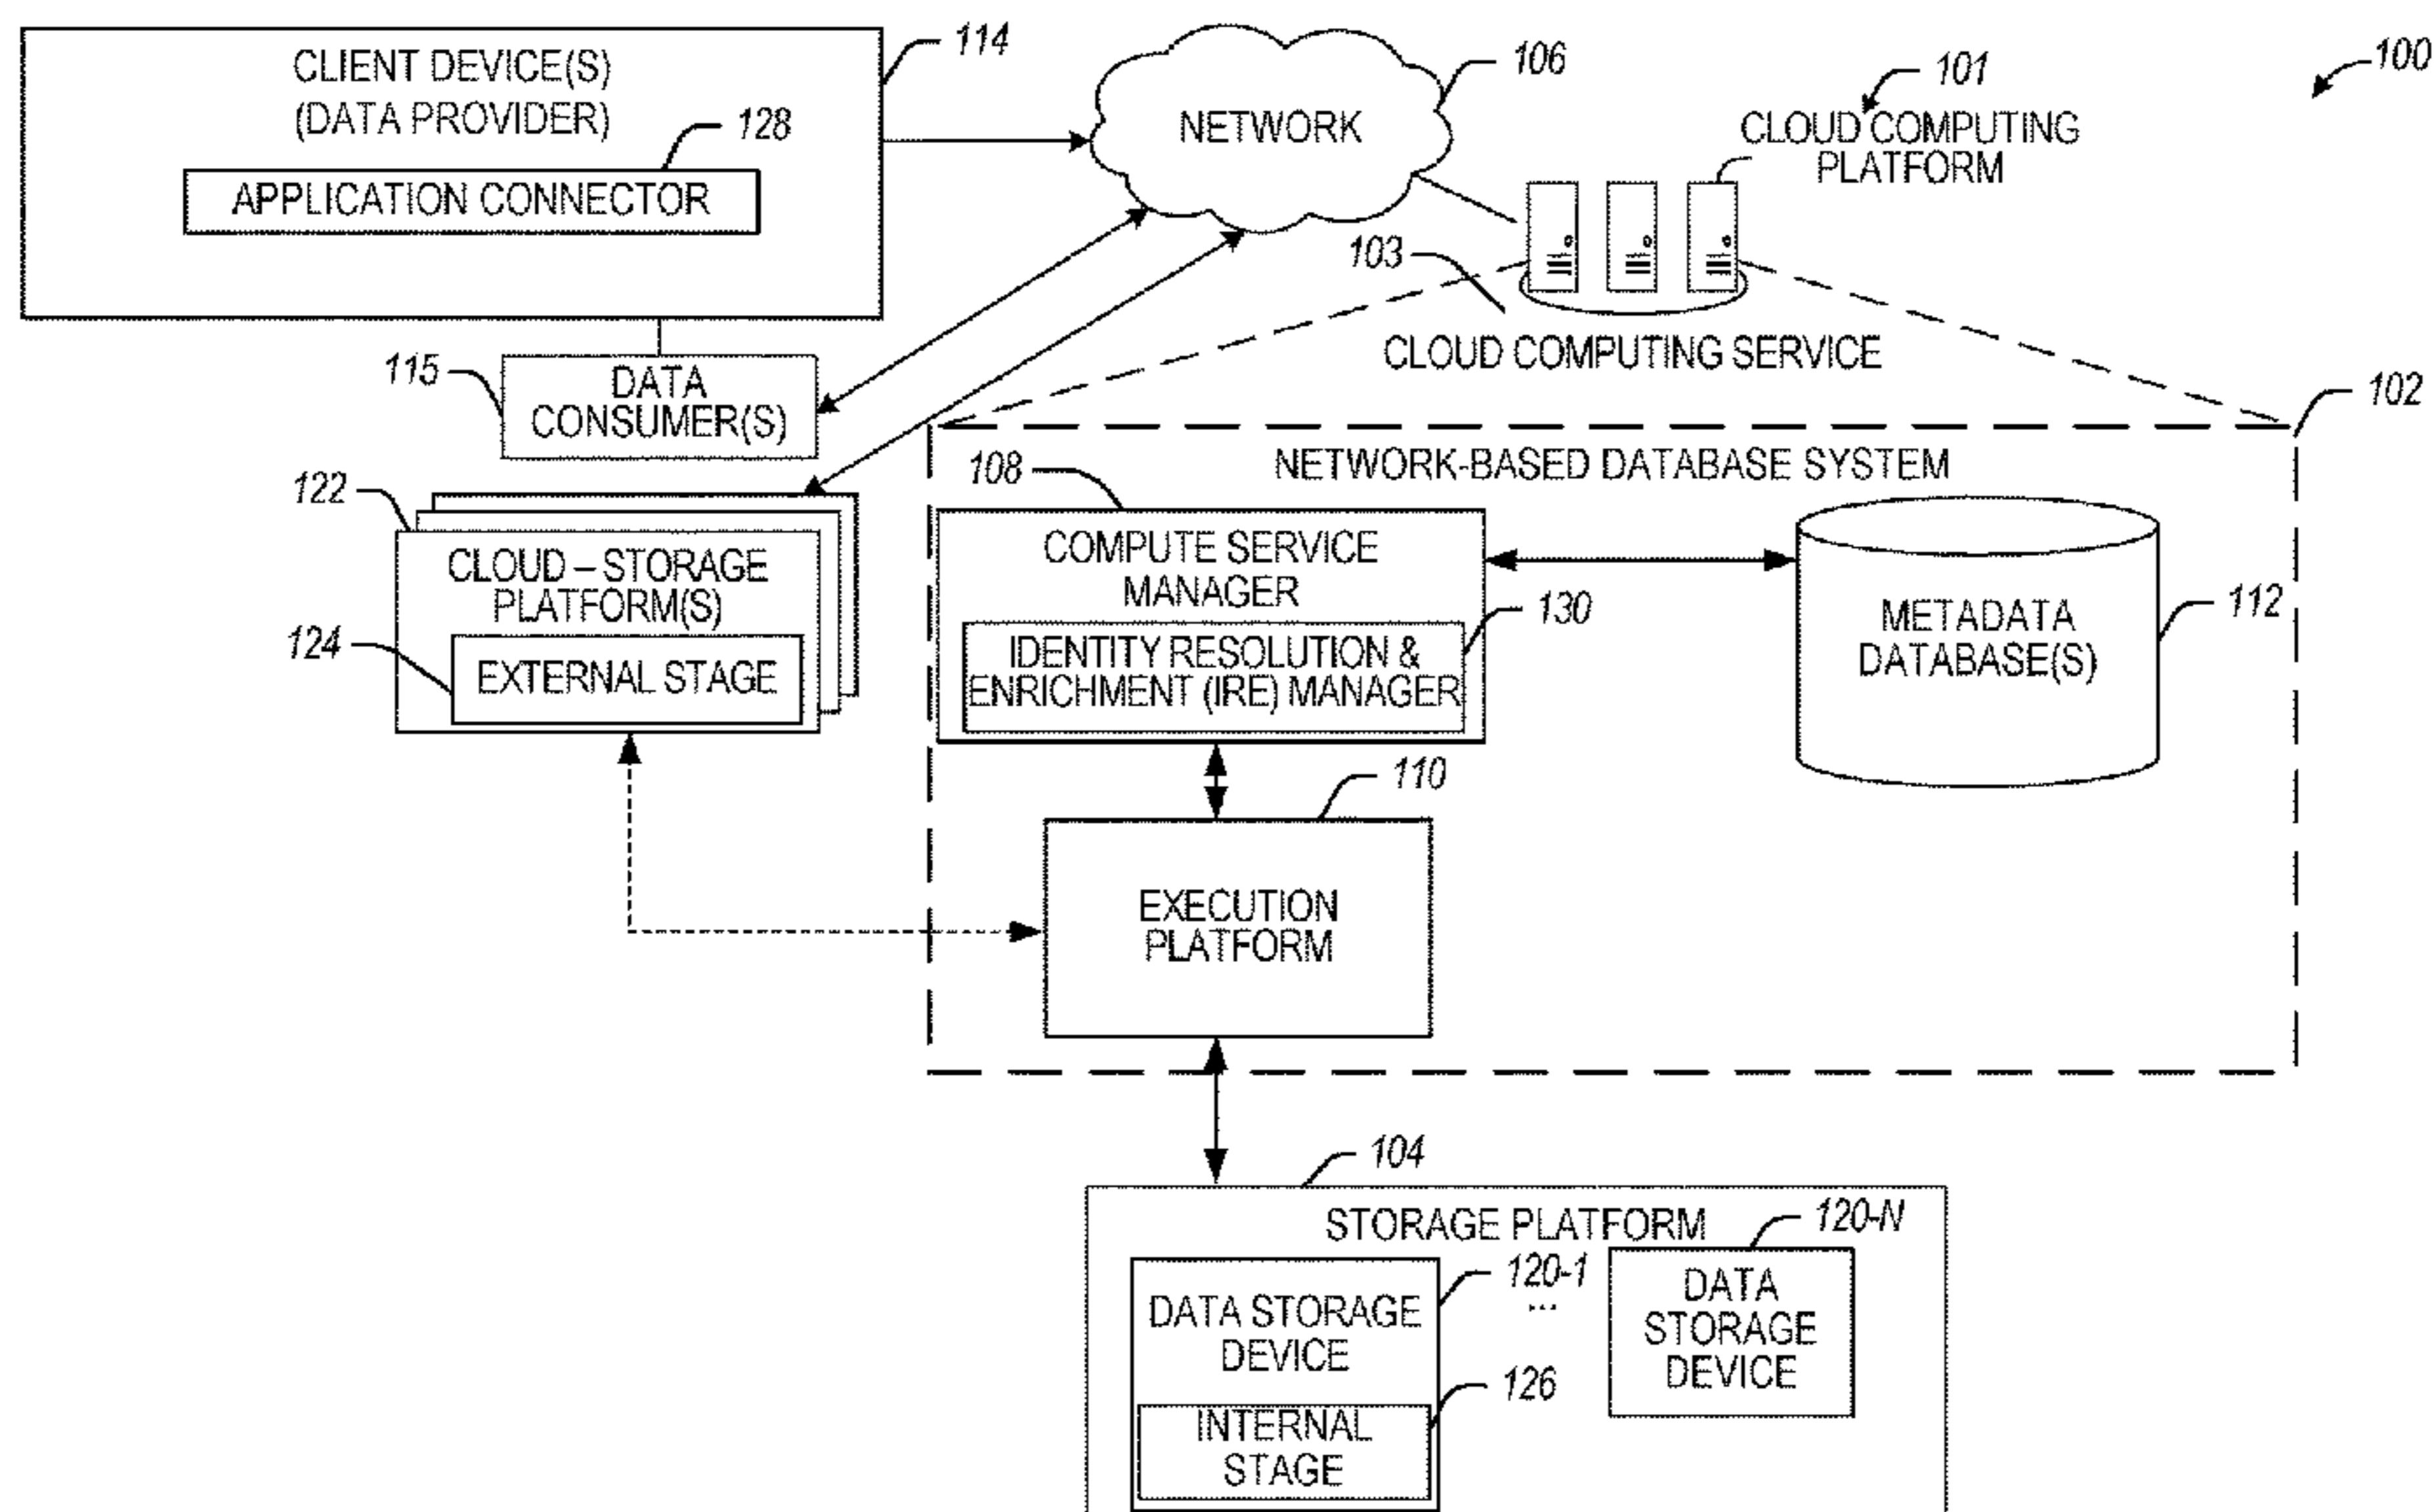 CLIENT DEVICE(S)
(DATA PROVIDER)
114
128
APPLICATION CONNECTOR
NETWORK
106
101
CLOUD COMPUTING
PLATFORM
100
103
CLOUD COMPUTING SERVICE
115
DATA
CONSUMER(S)
102
NETWORK-BASED DATABASE SYSTEM
122
CLOUD – STORAGE
PLATFORM(S)
124
EXTERNAL STAGE
108
COMPUTE SERVICE
MANAGER
130
IDENTITY RESOLUTION &
ENRICHMENT (IRE) MANAGER
METADATA
DATABASE(S)
112
110
EXECUTION
PLATFORM
104
STORAGE PLATFORM
120-1
DATA STORAGE
DEVICE
126
INTERNAL
STAGE
...
120-N
DATA
STORAGE
DEVICE